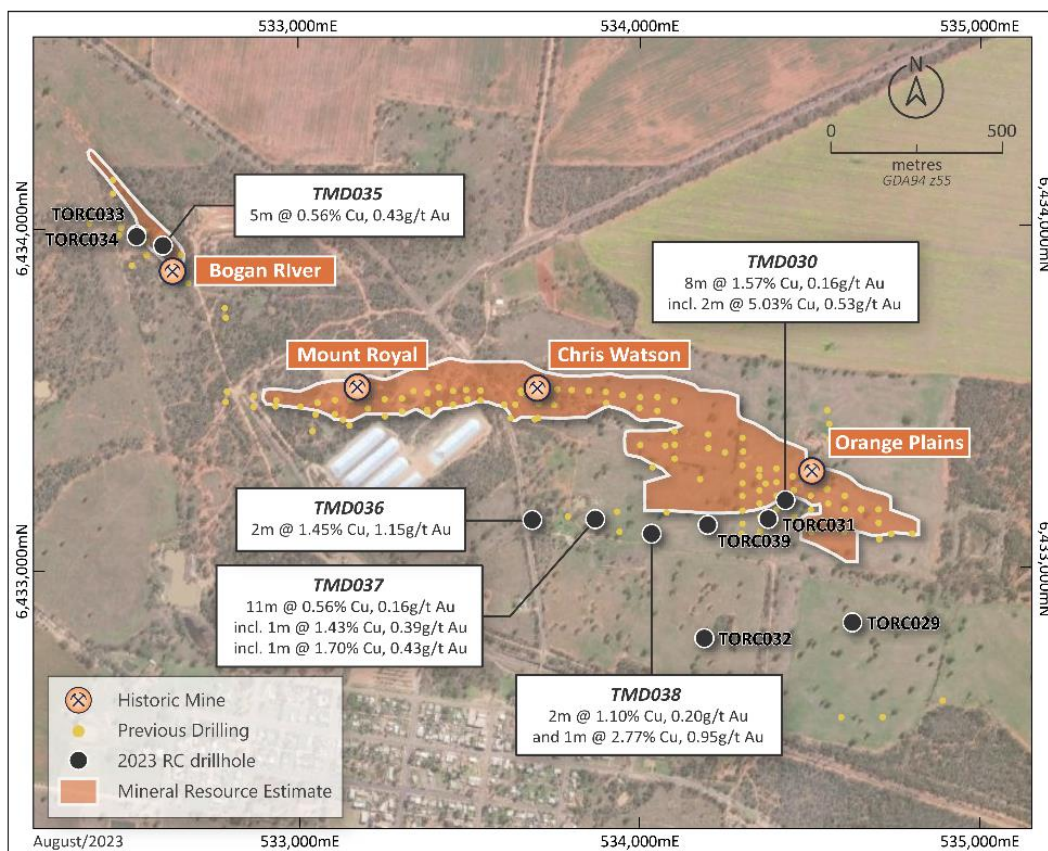 533,000mE
534,000mE
535,000mE
N
0
500
metres
GDA94 z55
6,434,000mN
6,434,000mN
TMD035
5m @ 0.56% Cu, 0.43g/t Au
TORC033
TORC034
Bogan RIver
TMD030
8m @ 1.57% Cu, 0.16g/t Au
incl. 2m @ 5.03% Cu, 0.53g/t Au
Mount Royal
Chris Watson
Orange Plains
TMD036
2m @ 1.45% Cu, 1.15g/t Au
TORC031
TORC039
6,433,000mN
6,433,000mN
TMD037
11m @ 0.56% Cu, 0.16g/t Au
incl. 1m @ 1.43% Cu, 0.39g/t Au
incl. 1m @ 1.70% Cu, 0.43g/t Au
TORC032
TORC029
TMD038
2m @ 1.10% Cu, 0.20g/t Au
and 1m @ 2.77% Cu, 0.95g/t Au
Historic Mine
Previous Drilling
2023 RC drillhole
Mineral Resource Estimate
August/2023
533,000mE
534,000mE
535,000mE